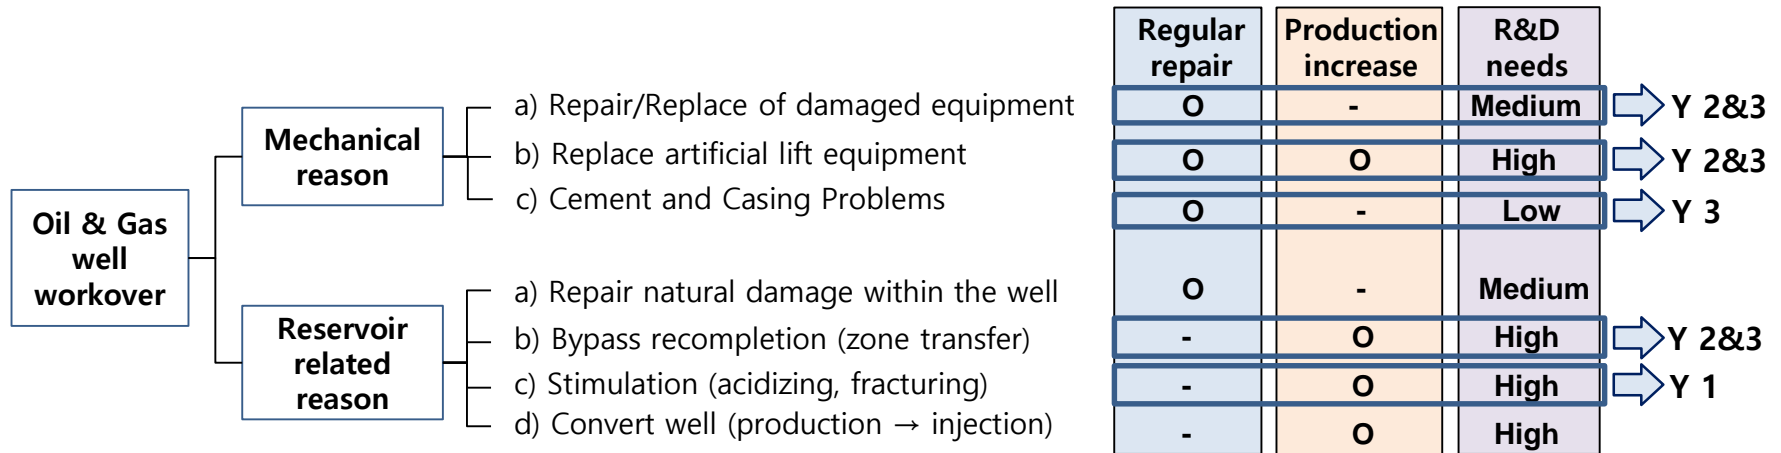 Regular repair
Production increase
R&D needs
Oil & Gas well workover
Mechanical reason
a) Repair/Replace of damaged equipment O - Medium Y 2&3
b) Replace artificial lift equipment O O High Y 2&3
c) Cement and Casing Problems O - Low Y 3
Reservoir related reason
a) Repair natural damage within the well O - Medium
b) Bypass recompletion (zone transfer) - O High Y 2&3
c) Stimulation (acidizing, fracturing) - O High Y 1
d) Convert well (production → injection) - O High